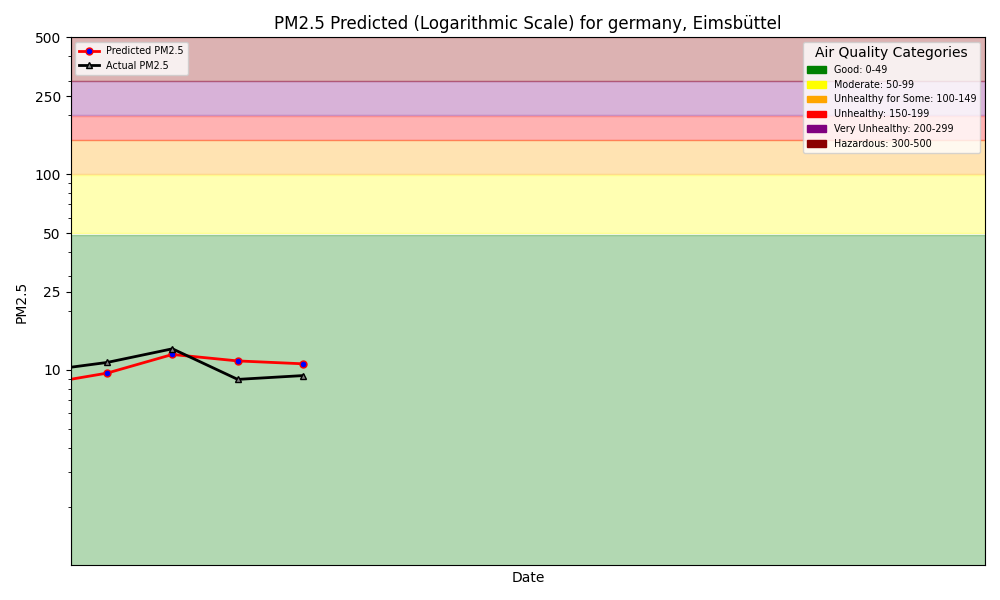 PM2.5 Predicted (Logarithmic Scale) for germany, Eimsbüttel
Predicted PM2.5
Actual PM2.5
Air Quality Categories
Good: 0-49
Moderate: 50-99
Unhealthy for Some: 100-149
Unhealthy: 150-199
Very Unhealthy: 200-299
Hazardous: 300-500
500
250
100
50
25
10
PM2.5
Date